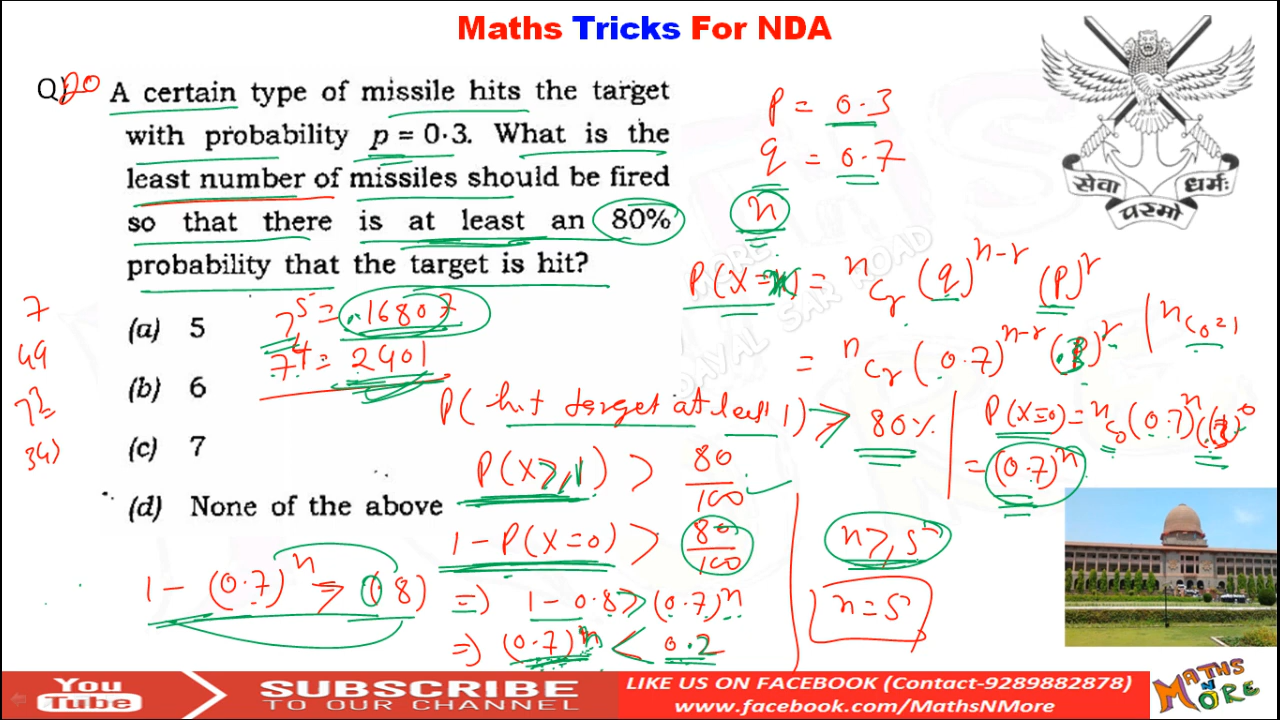 Maths Tricks For NDA
Q) 20 A certain type of missile hits the target
with probability p = 0·3. What is the
least number of missiles should be fired
so that there is at least an 80%
probability that the target is hit?
(a) 5
(b) 6
(c) 7
(d) None of the above
7
49
343
7^5 = .16807
7^4 = 2401
P = 0.3
q = 0.7
n
P(X = r) = nCr (q)^n-r (P)^r
= nCr (0.7)^n-r (.3)^r
nC0 = 1
P( hit target at least 1) ≥ 80%
P(X=0) = nC0 (0.7)^n (.3)^0
= (0.7)^n
P(X ≥ 1) > 80/100
1 - P(X=0) > 80/100
1 - (0.7)^n ≥ 0.8
=) 1 - 0.8 > (0.7)^n
=) (0.7)^n < 0.2
n ≥ 5
n = 5
सेवा परमो धर्मः
SAR ROAD
You Tube
SUBSCRIBE
TO OUR CHANNEL
LIKE US ON FACEBOOK (Contact-9289882878)
www.facebook.com/MathsNMore
MATHS N MORE